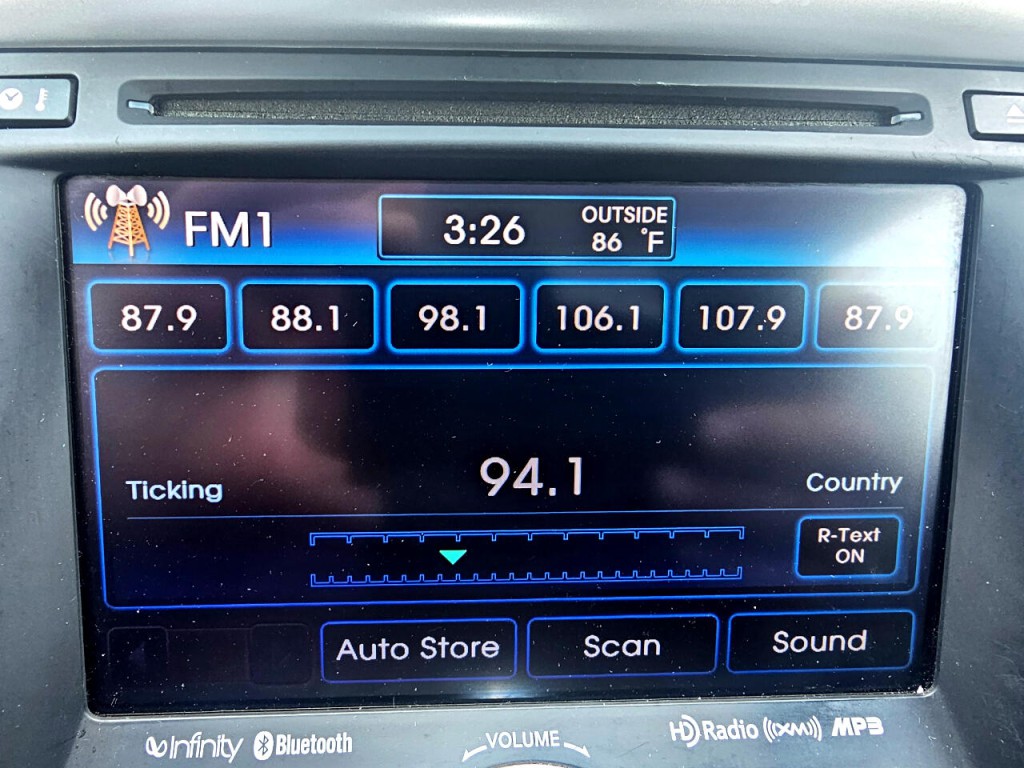 FM1
3:26
OUTSIDE
86 °F
87.9 88.1 98.1 106.1 107.9 87.9
94.1
Ticking
Country
R-Text
ON
Auto Store Scan Sound
Infinity Bluetooth VOLUME HD Radio ((XM)) MP3